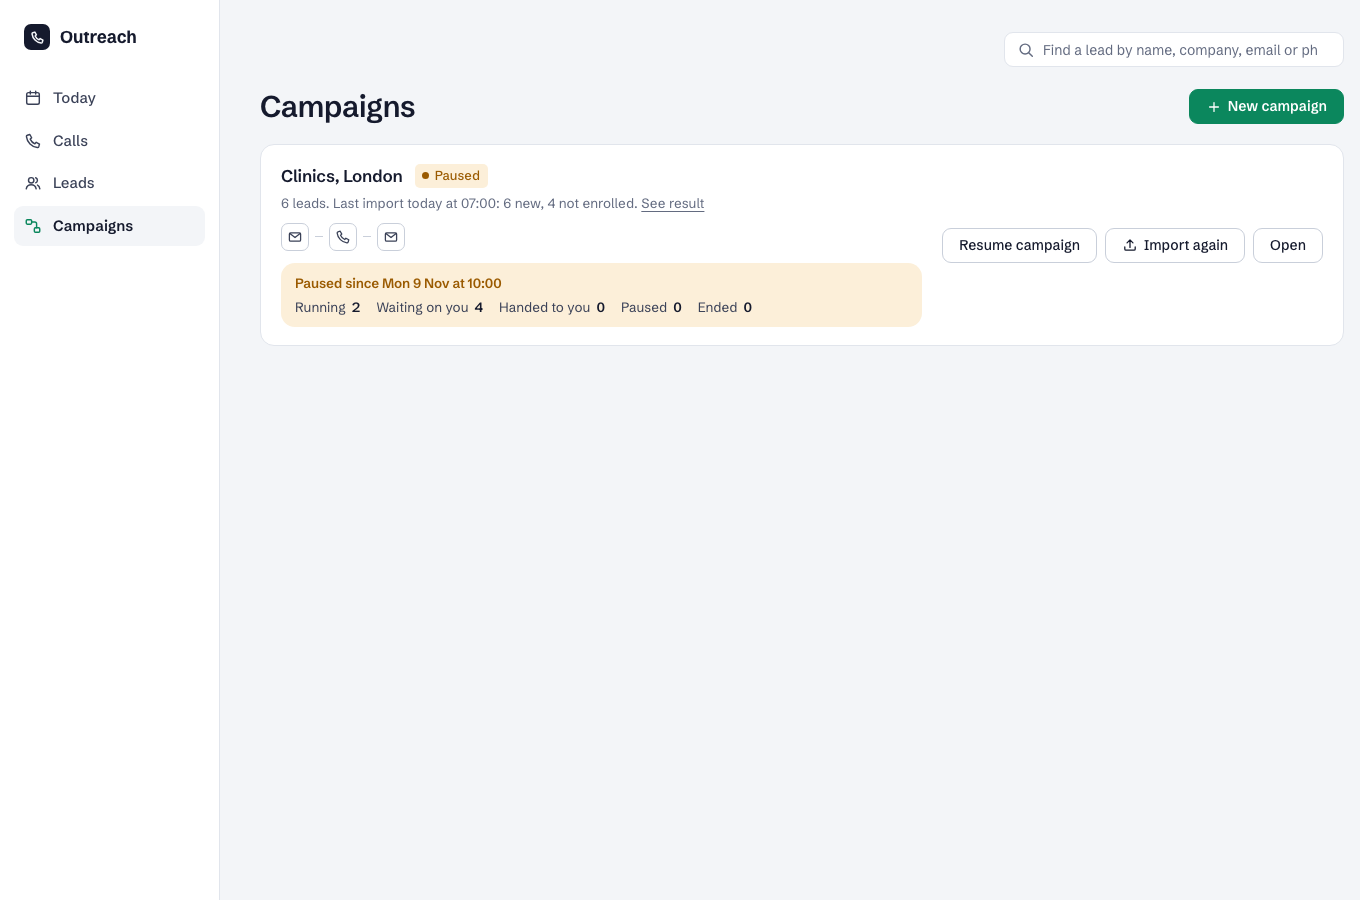 Outreach
Today
Calls
Leads
Campaigns
Find a lead by name, company, email or ph
Campaigns
New campaign
Clinics, London
Paused
6 leads. Last import today at 07:00: 6 new, 4 not enrolled. See result
Resume campaign
Import again
Open
Paused since Mon 9 Nov at 10:00
Running 2 Waiting on you 4 Handed to you 0 Paused 0 Ended 0